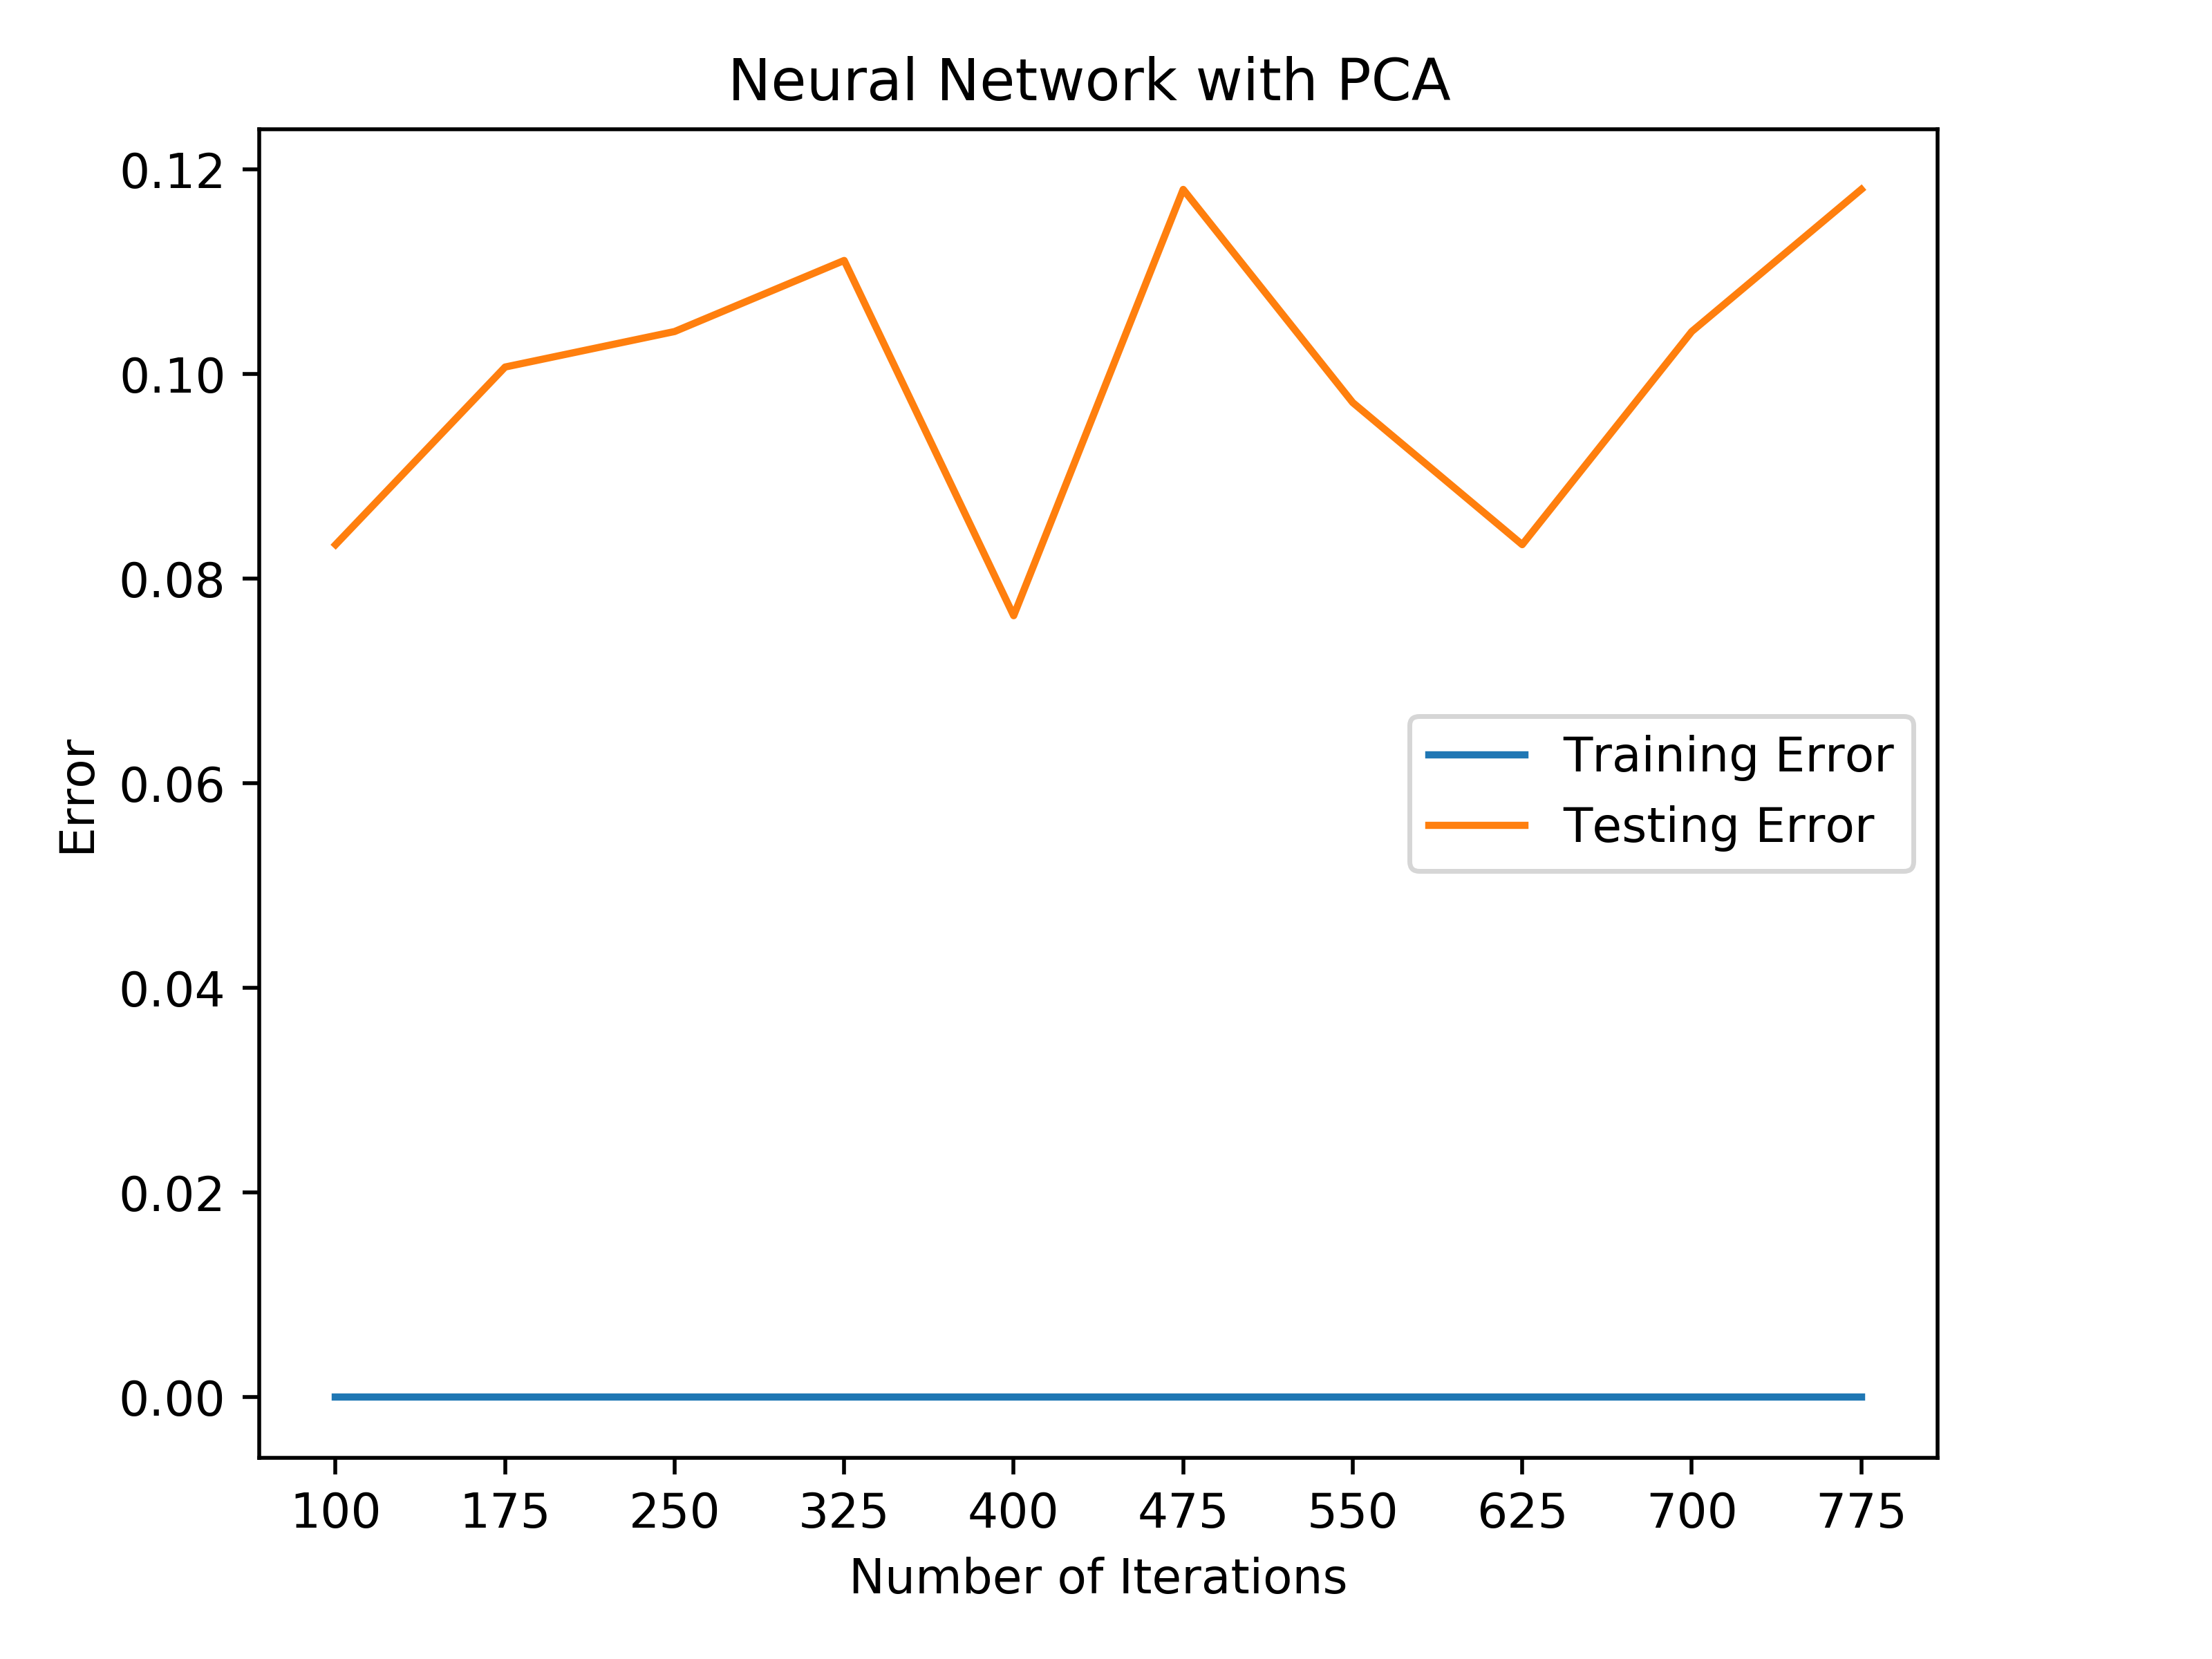 Neural Network with PCA
0.12
0.10
0.08
0.06
0.04
0.02
0.00
Error
Training Error
Testing Error
100 175 250 325 400 475 550 625 700 775
Number of Iterations